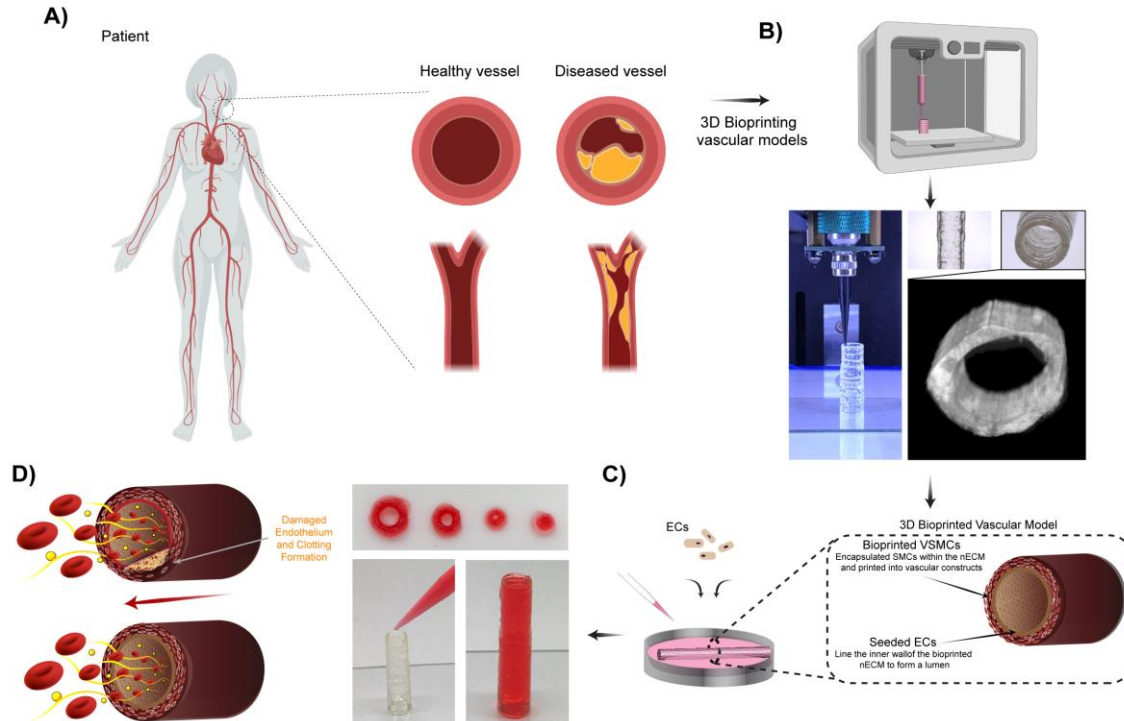 A)
Patient
Healthy vessel
Diseased vessel
3D Bioprinting
vascular models
B)
D)
Damaged
Endothelium
and Clotting
Formation
C)
ECs
3D Bioprinted Vascular Model
Bioprinted VSMCs
Encapsulated SMCs within the nECM
and printed into vascular constructs
Seeded ECs
Line the inner wallof the bioprinted
nECM to form a lumen